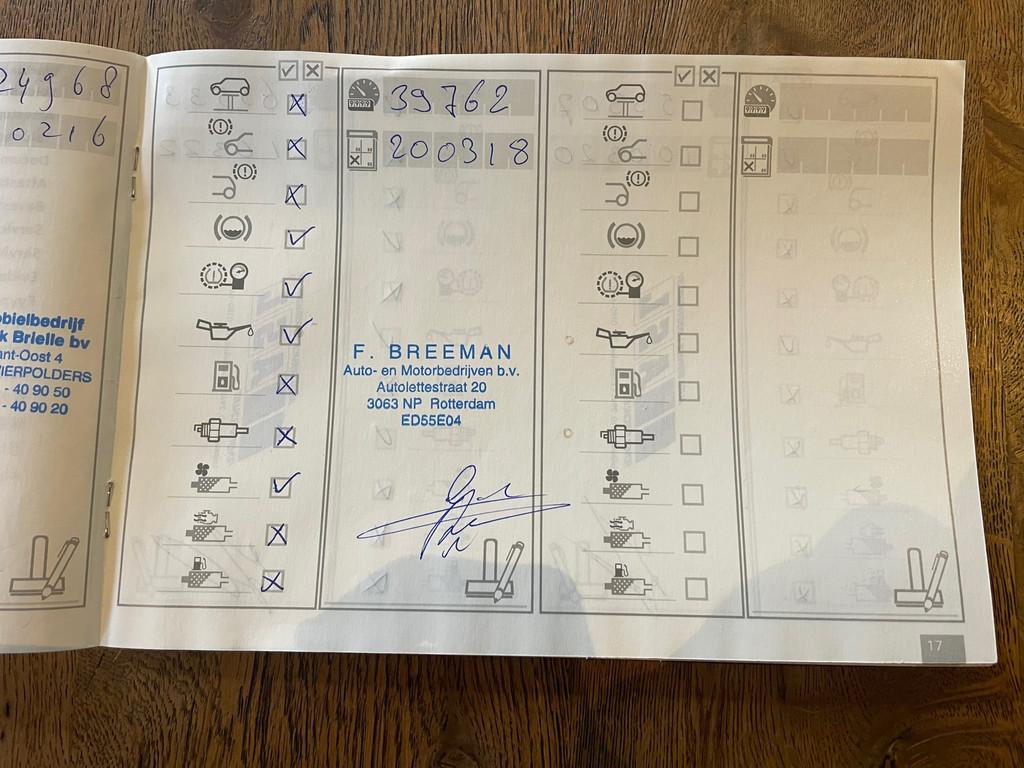 24968
0216
obielbedrijf
k Brielle bv
ant-Oost 4
VIERPOLDERS
- 40 90 50
- 40 90 20
39762
200318
F. BREEMAN
Auto- en Motorbedrijven b.v.
Autolettestraat 20
3063 NP Rotterdam
ED55E04
17